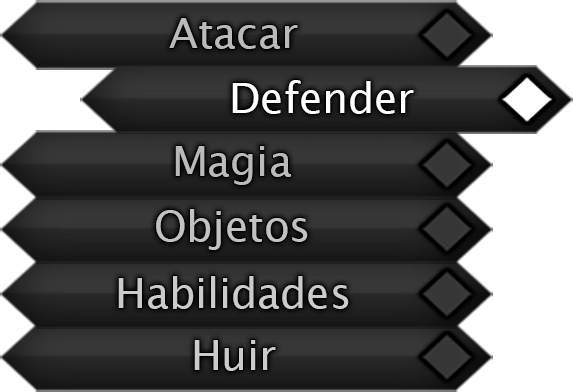 Atacar
Defender
Magia
Objetos
Habilidades
Huir